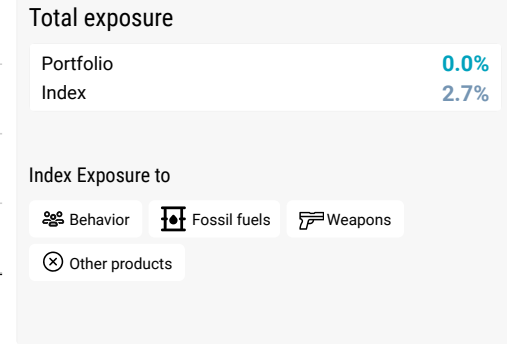 Total exposure
Portfolio 0.0%
Index 2.7%
Index Exposure to
Behavior Fossil fuels Weapons
Other products